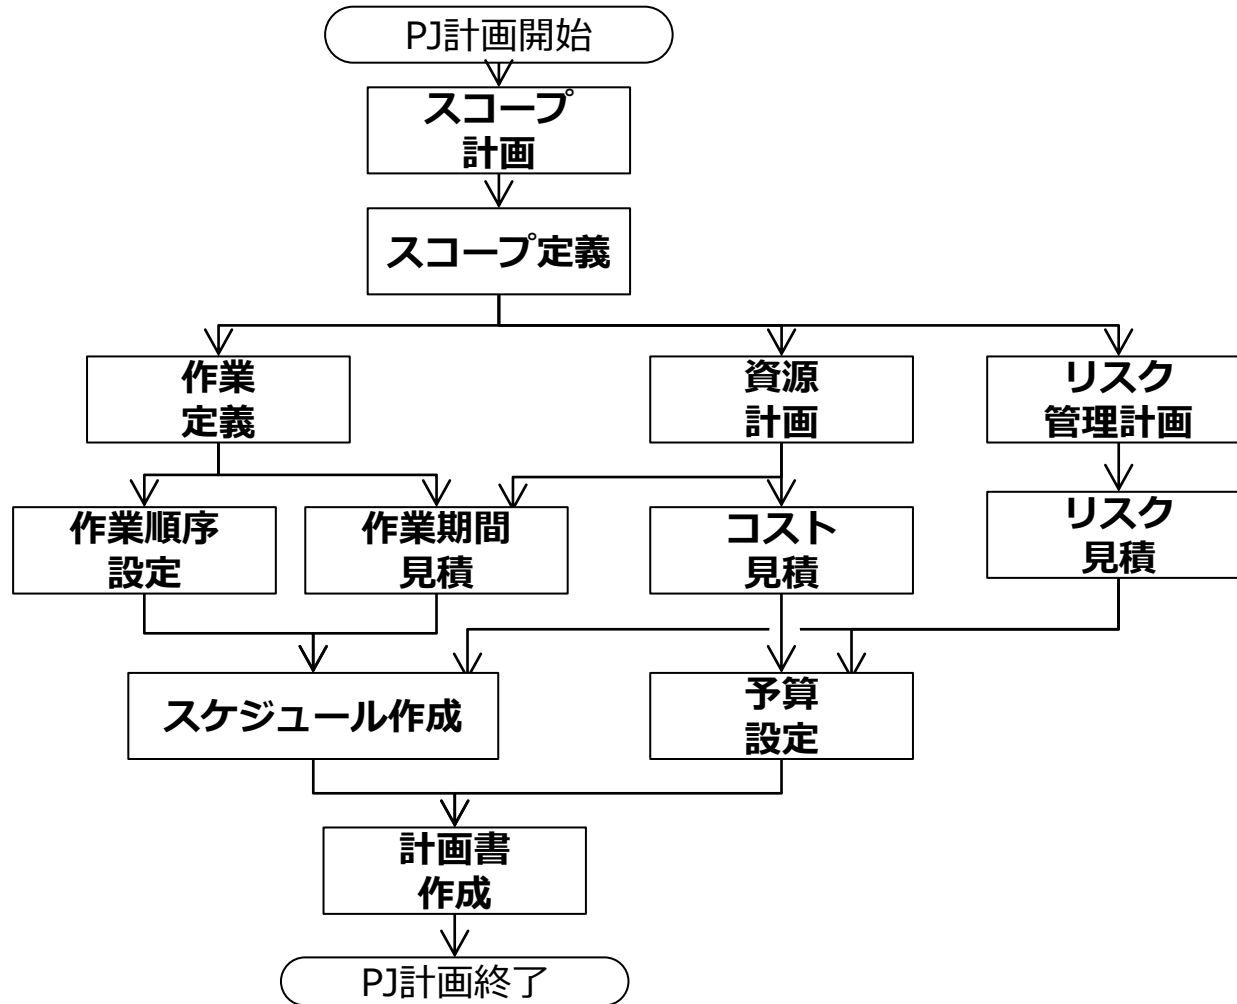 PJ計画開始
スコープ
計画
スコープ定義
作業
定義
資源
計画
リスク
管理計画
作業順序
設定
作業期間
見積
コスト
見積
リスク
見積
スケジュール作成
予算
設定
計画書
作成
PJ計画終了